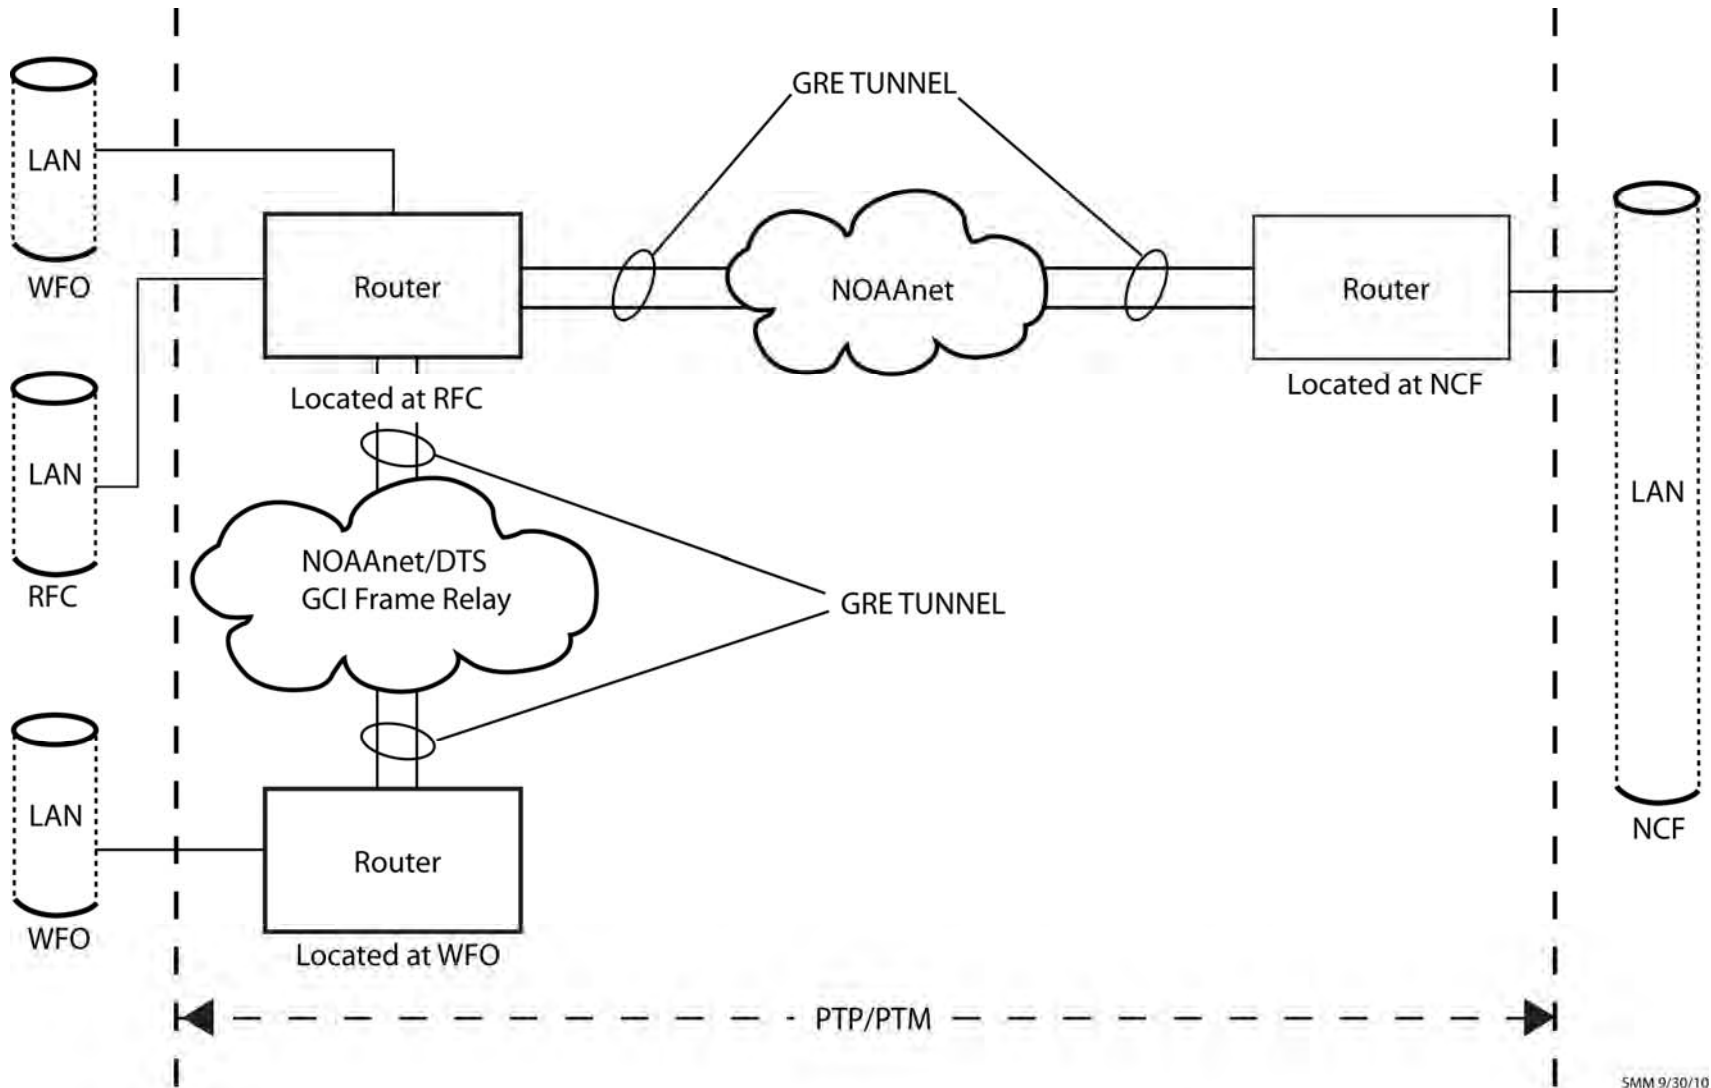 GRE TUNNEL
LAN
WFO
Router
NOAAnet
Router
Located at RFC
Located at NCF
LAN
RFC
LAN
NOAAnet/DTS
GCI Frame Relay
GRE TUNNEL
LAN
WFO
Router
Located at WFO
NCF
PTP/PTM
SMM 9/30/10